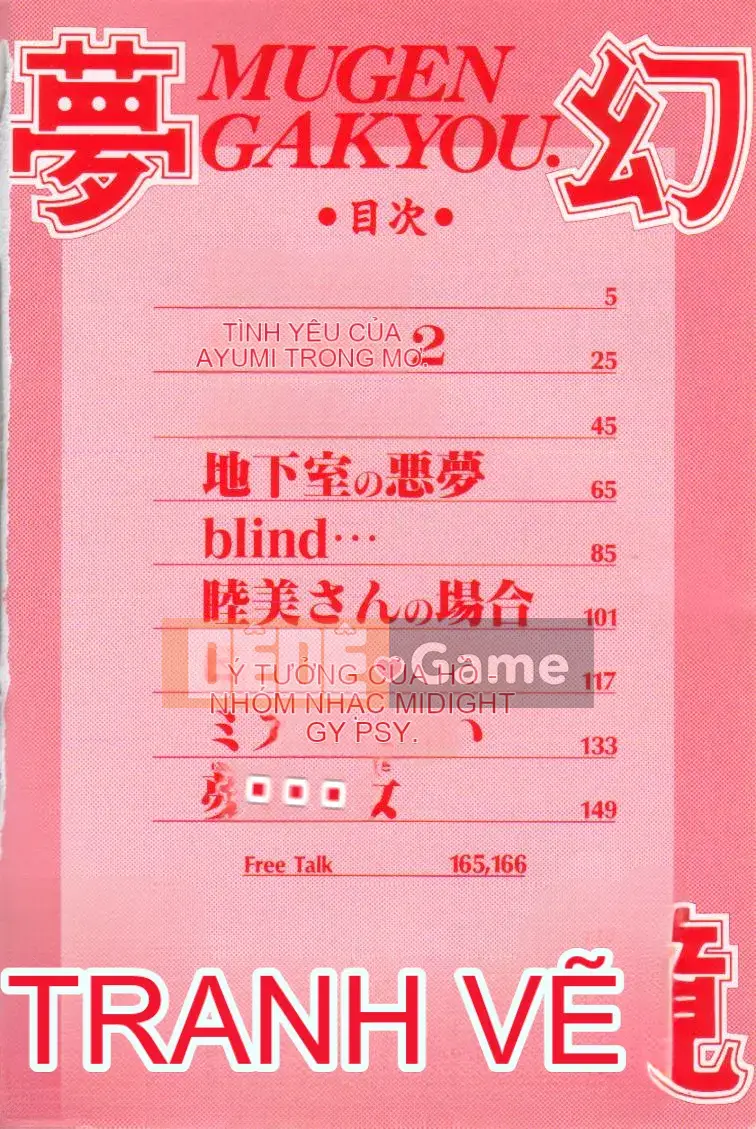 夢 MUGEN 幻
GAKYOU.
•目次•
5
TÌNH YÊU CỦA
AYUMI TRONG MƠ. 2 25
45
地下室の悪夢 65
blind… 85
睦美さんの場合 101
Game
Ý TƯỞNG CỦA HỒ - 117
NHÓM NHẠC MIDIGHT
GY PSY.
133
149
Free Talk 165,166
TRANH VẼ